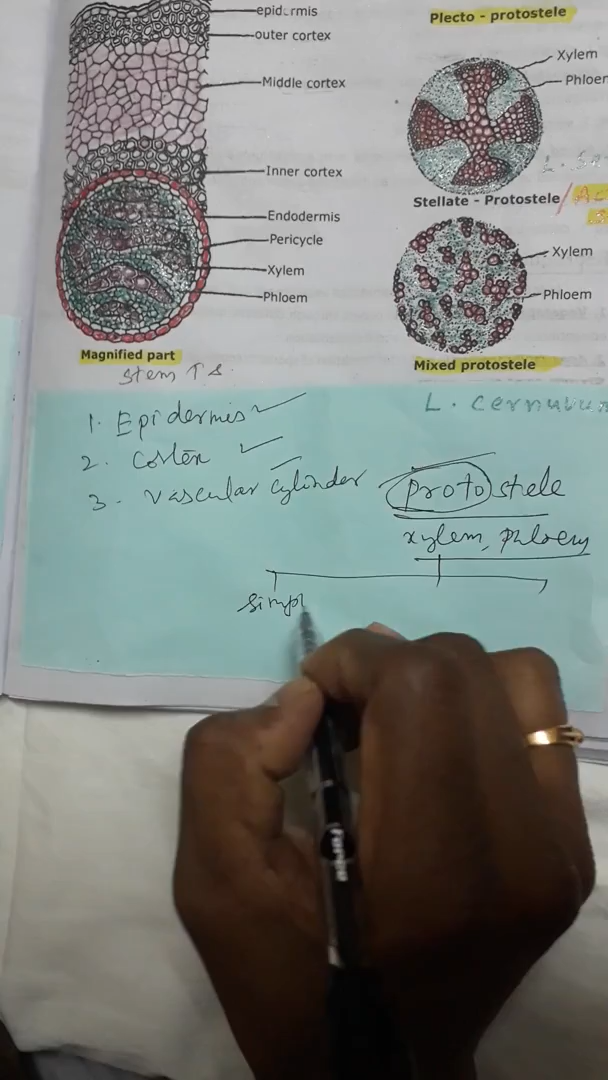 epidermis
outer cortex
Middle cortex
Inner cortex
Endodermis
Pericycle
Xylem
Phloem
Magnified part
Stem T S.
Plecto - protostele
Xylem
Phloem
Stellate - Protostele/
Xylem
Phloem
Mixed protostele
L. cernuum
1. Epidermis
2. Cortex
3. Vascular cylinder
protostele
xylem, phloem
simpl